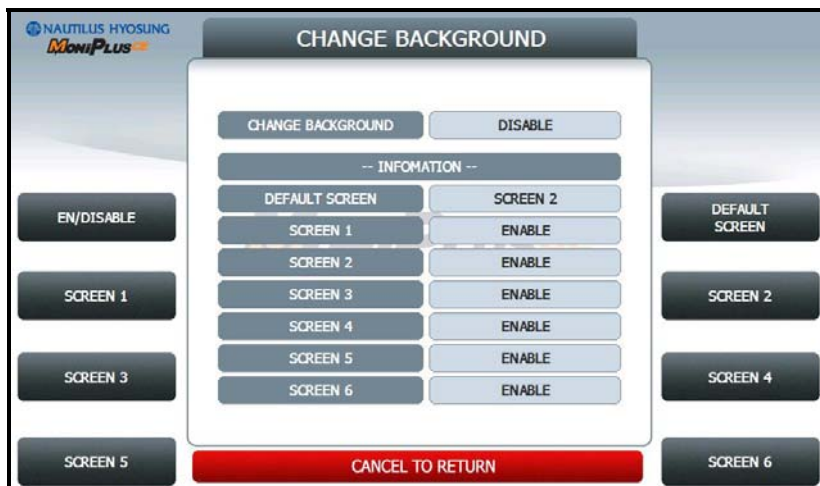 NAUTILUS HYOSUNG
MONIPLUS CE
CHANGE BACKGROUND
CHANGE BACKGROUND DISABLE
-- INFOMATION --
DEFAULT SCREEN SCREEN 2
SCREEN 1 ENABLE
SCREEN 2 ENABLE
SCREEN 3 ENABLE
SCREEN 4 ENABLE
SCREEN 5 ENABLE
SCREEN 6 ENABLE
EN/DISABLE
DEFAULT
SCREEN
SCREEN 1
SCREEN 2
SCREEN 3
SCREEN 4
SCREEN 5
CANCEL TO RETURN
SCREEN 6